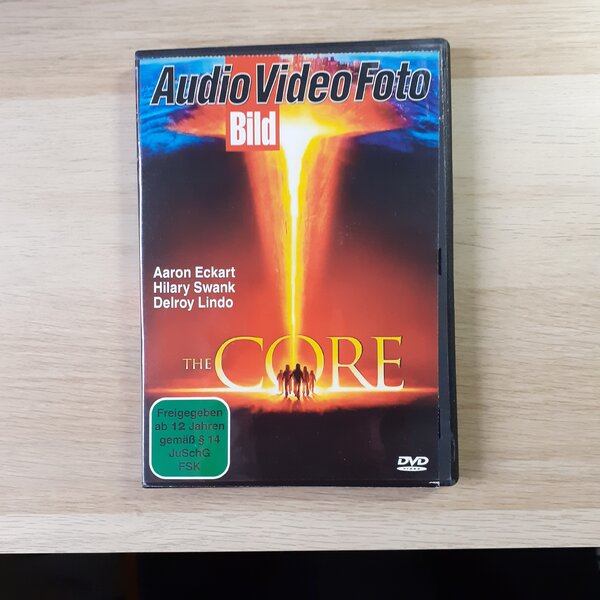 Audio Video Foto
Bild
Aaron Eckart
Hilary Swank
Delroy Lindo
THE CORE
Freigegeben
ab 12 Jahren
gemäß § 14
JuSchG
FSK
DVD
VIDEO